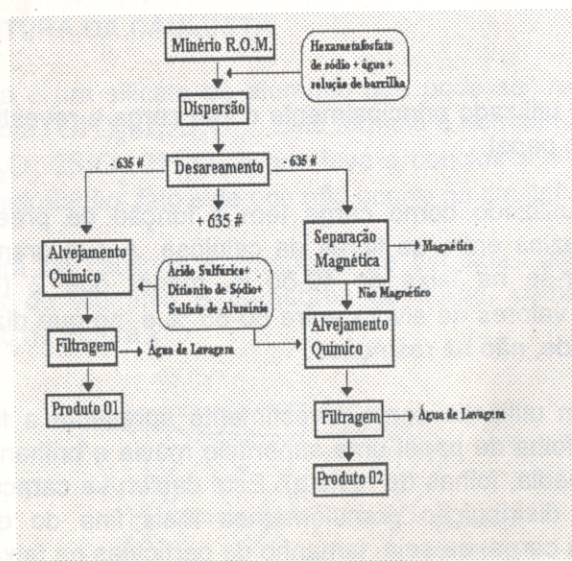 Minério R.O.M.
Hexametafosfato
de sódio + água +
solução de barrilha
Dispersão
- 635 #
Desareamento
- 635 #
+ 635 #
Alvejamento
Químico
Ácido Sulfúrico+
Ditionito de Sódio+
Sulfato de Alumínio
Separação
Magnética
Magnético
Não Magnético
Filtragem
Água de Lavagem
Alvejamento
Químico
Produto 01
Filtragem
Água de Lavagem
Produto 02